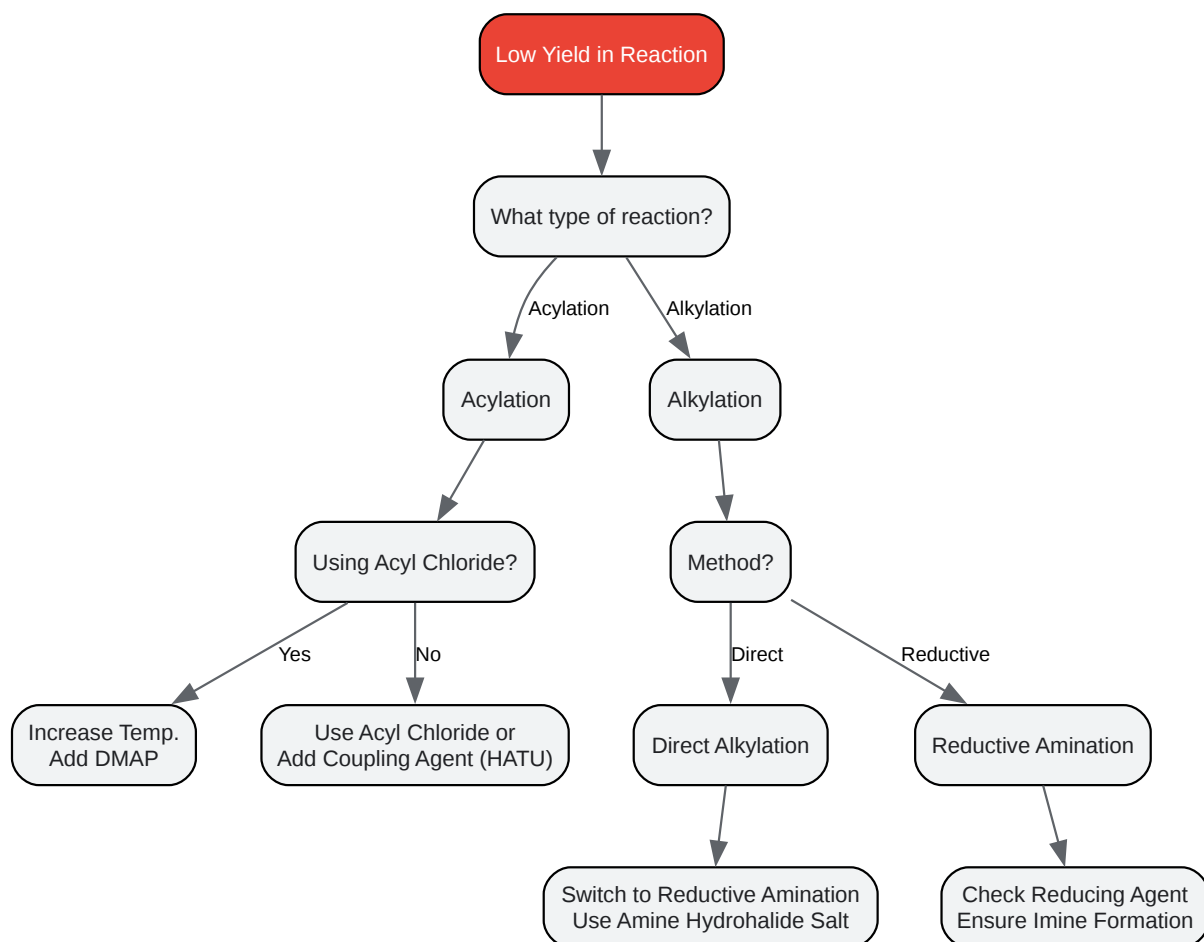 Low Yield in Reaction
What type of reaction?
Acylation
Alkylation
Acylation
Alkylation
Using Acyl Chloride?
Method?
Yes
No
Direct
Reductive
Increase Temp.
Add DMAP
Use Acyl Chloride or
Add Coupling Agent (HATU)
Direct Alkylation
Reductive Amination
Switch to Reductive Amination
Use Amine Hydrohalide Salt
Check Reducing Agent
Ensure Imine Formation